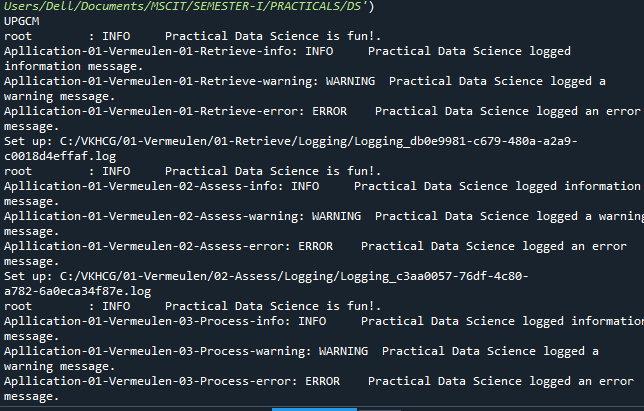 Users/Dell/Documents/MSCIT/SEMESTER-I/PRACTICALS/DS')
UPGCM
root        : INFO     Practical Data Science is fun!.
Apllication-01-Vermeulen-01-Retrieve-info: INFO     Practical Data Science logged
information message.
Apllication-01-Vermeulen-01-Retrieve-warning: WARNING  Practical Data Science logged a
warning message.
Apllication-01-Vermeulen-01-Retrieve-error: ERROR    Practical Data Science logged an error
message.
Set up: C:/VKHCG/01-Vermeulen/01-Retrieve/Logging/Logging_db0e9981-c679-480a-a2a9-
c0018d4effaf.log
root        : INFO     Practical Data Science is fun!.
Apllication-01-Vermeulen-02-Assess-info: INFO     Practical Data Science logged information
message.
Apllication-01-Vermeulen-02-Assess-warning: WARNING  Practical Data Science logged a warning
message.
Apllication-01-Vermeulen-02-Assess-error: ERROR    Practical Data Science logged an error
message.
Set up: C:/VKHCG/01-Vermeulen/02-Assess/Logging/Logging_c3aa0057-76df-4c80-
a782-6a0eca34f87e.log
root        : INFO     Practical Data Science is fun!.
Apllication-01-Vermeulen-03-Process-info: INFO     Practical Data Science logged information
message.
Apllication-01-Vermeulen-03-Process-warning: WARNING  Practical Data Science logged a
warning message.
Apllication-01-Vermeulen-03-Process-error: ERROR    Practical Data Science logged an error
message.